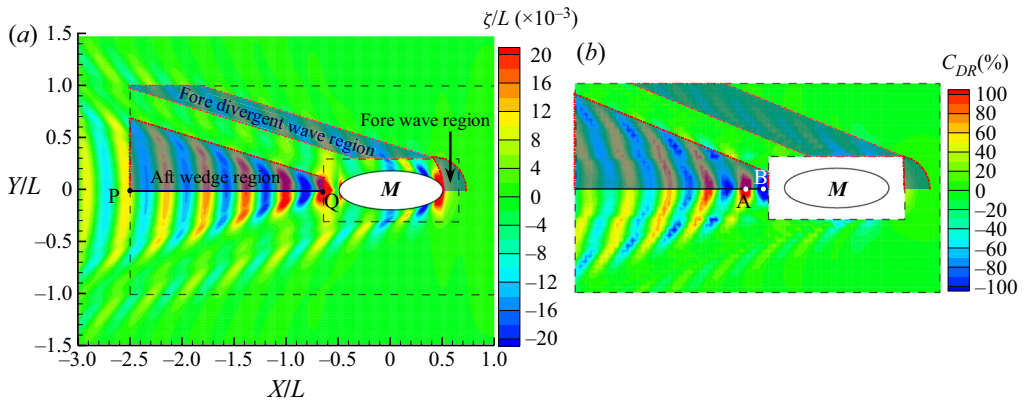 (a)
ζ/L (×10⁻³)
1.5
1.0
0.5
0
–0.5
–1.0
–1.5
Y/L
Fore divergent wave region
Fore wave region
Aft wedge region
P
Q
M
–3.0 –2.5 –2.0 –1.5 –1.0 –0.5 0 0.5 1.0
X/L
20
16
12
8
4
0
–4
–8
–12
–16
–20
(b)
C_DR(%)
B
A
M
100
80
60
40
20
0
–20
–40
–60
–80
–100